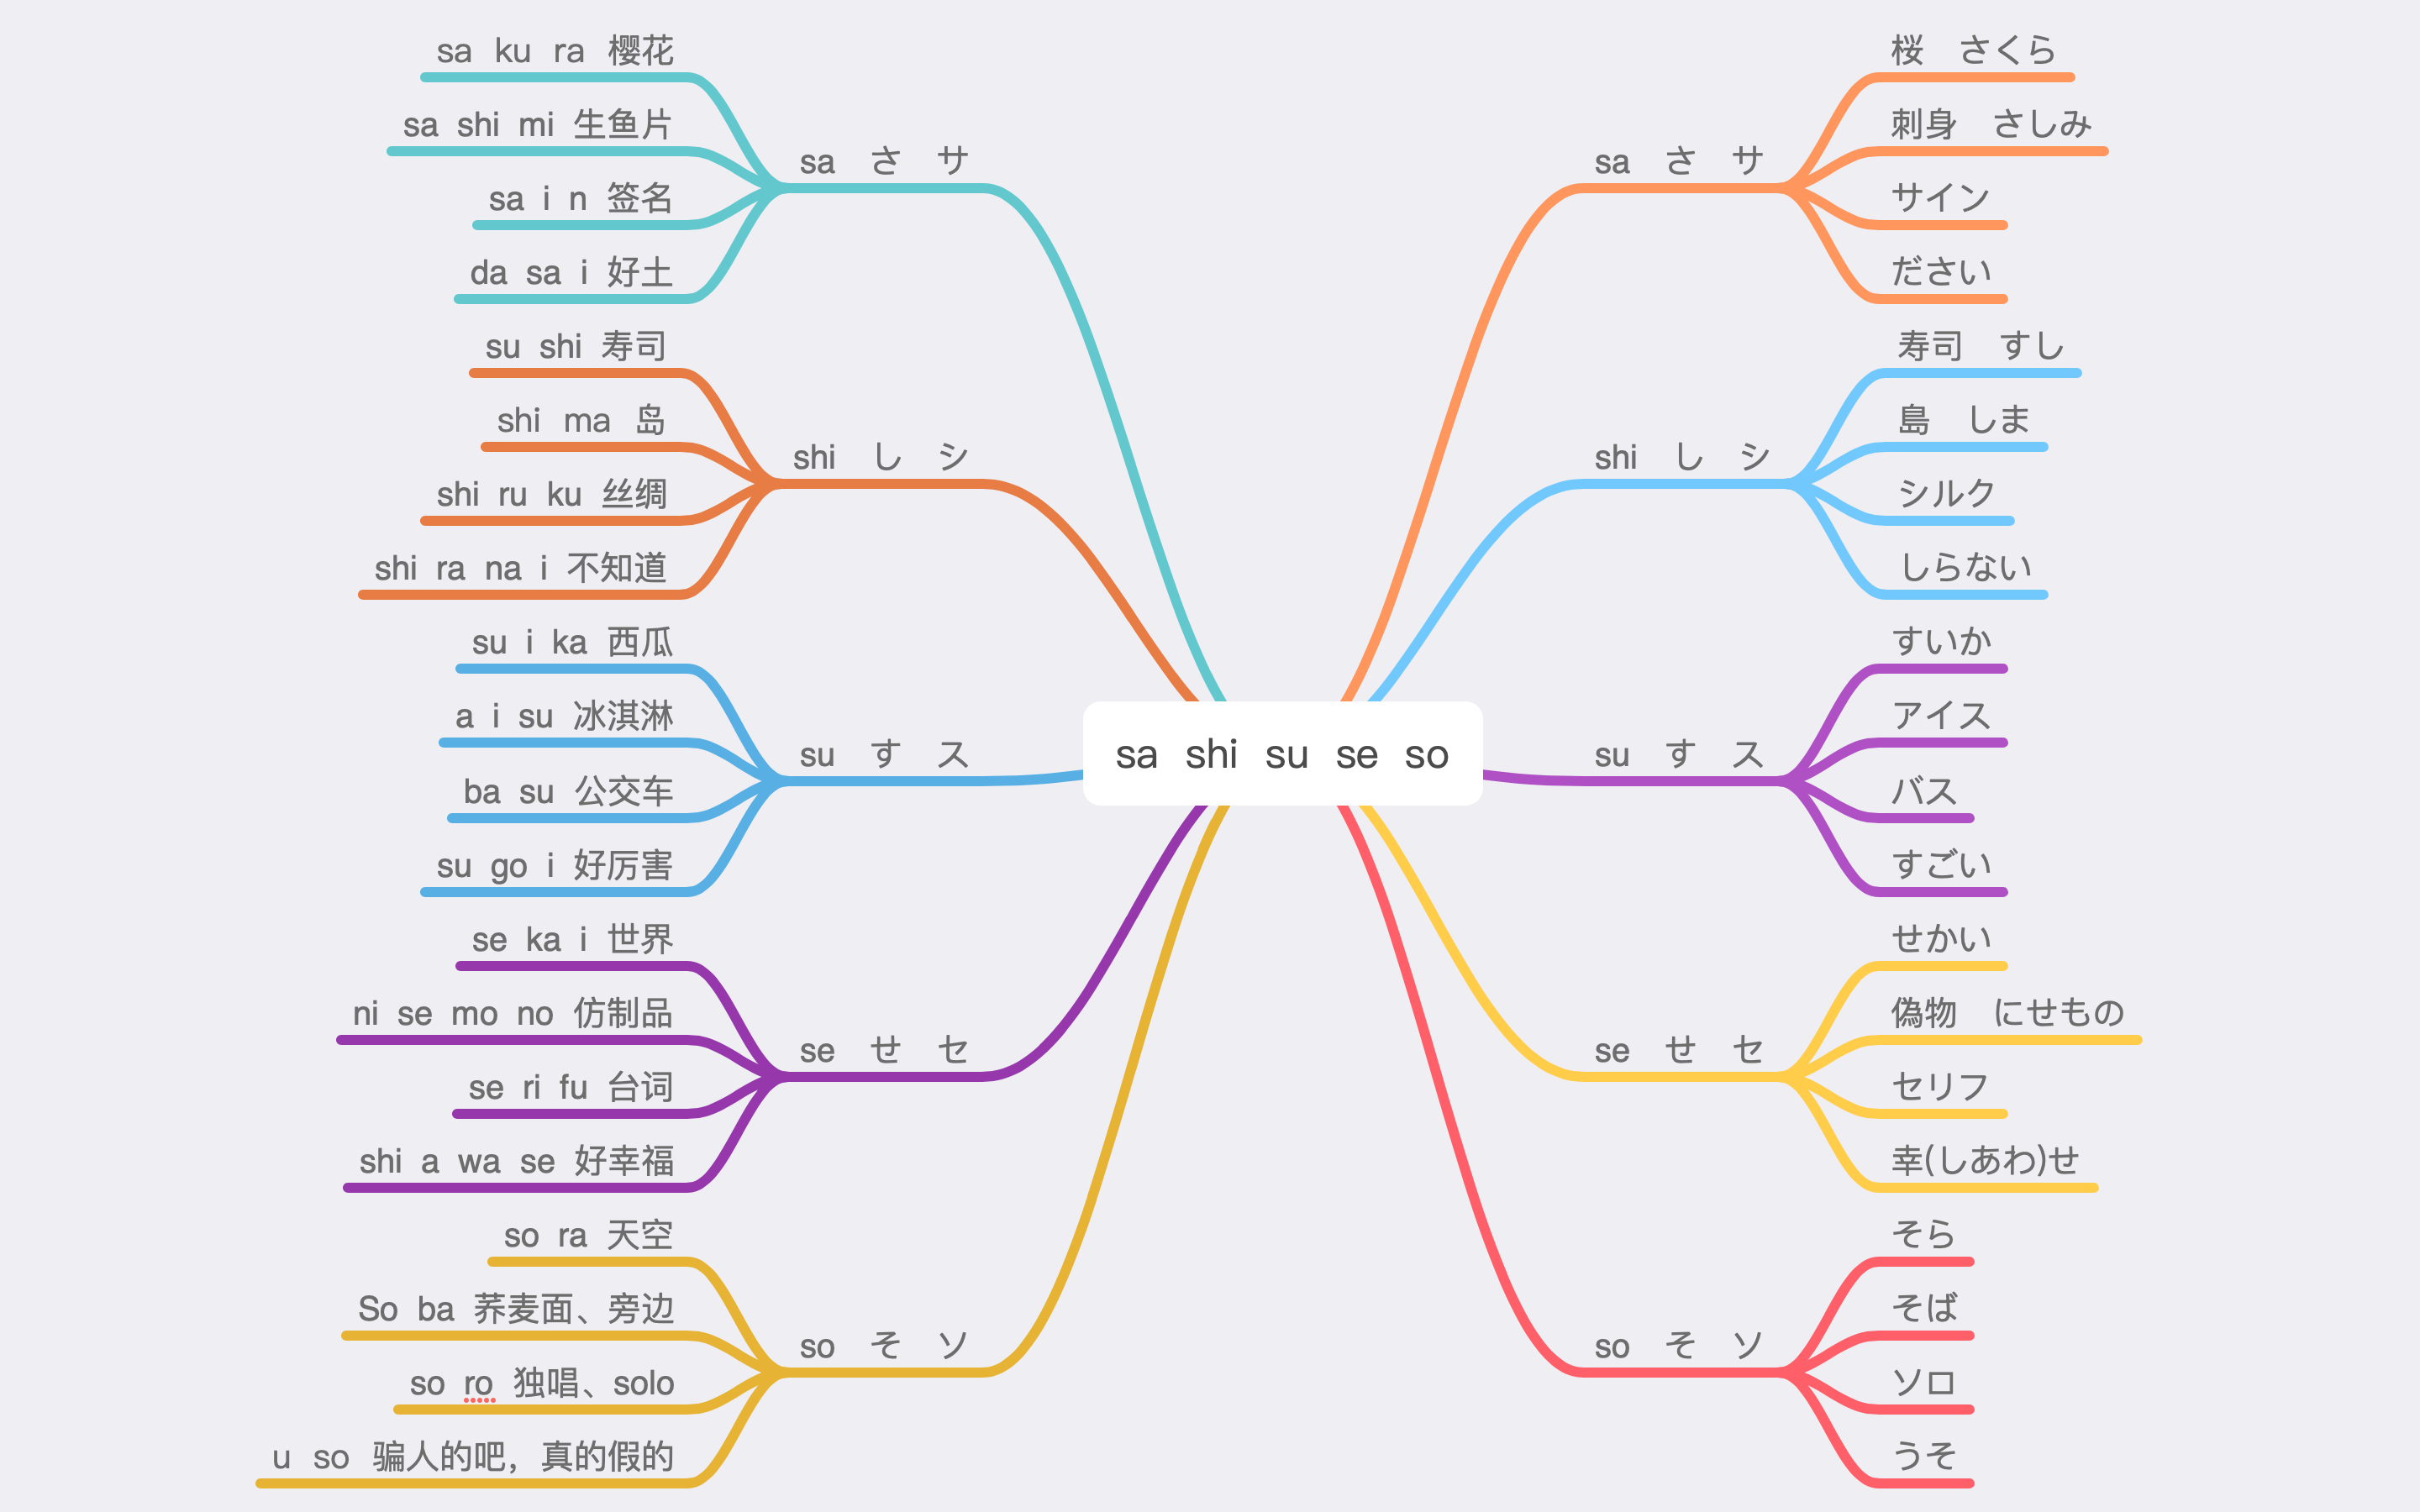 sa shi su se so
sa さ サ
sa ku ra 樱花
sa shi mi 生鱼片
sa i n 签名
da sa i 好土
shi し シ
su shi 寿司
shi ma 岛
shi ru ku 丝绸
shi ra na i 不知道
su す ス
su i ka 西瓜
a i su 冰淇淋
ba su 公交车
su go i 好厉害
se せ セ
se ka i 世界
ni se mo no 仿制品
se ri fu 台词
shi a wa se 好幸福
so そ ソ
so ra 天空
So ba 荞麦面、旁边
so ro 独唱、solo
u so 骗人的吧，真的假的
sa さ サ
桜 さくら
刺身 さしみ
サイン
ださい
shi し シ
寿司 すし
島 しま
シルク
しらない
su す ス
すいか
アイス
バス
すごい
se せ セ
せかい
偽物 にせもの
セリフ
幸(しあわ)せ
so そ ソ
そら
そば
ソロ
うそ